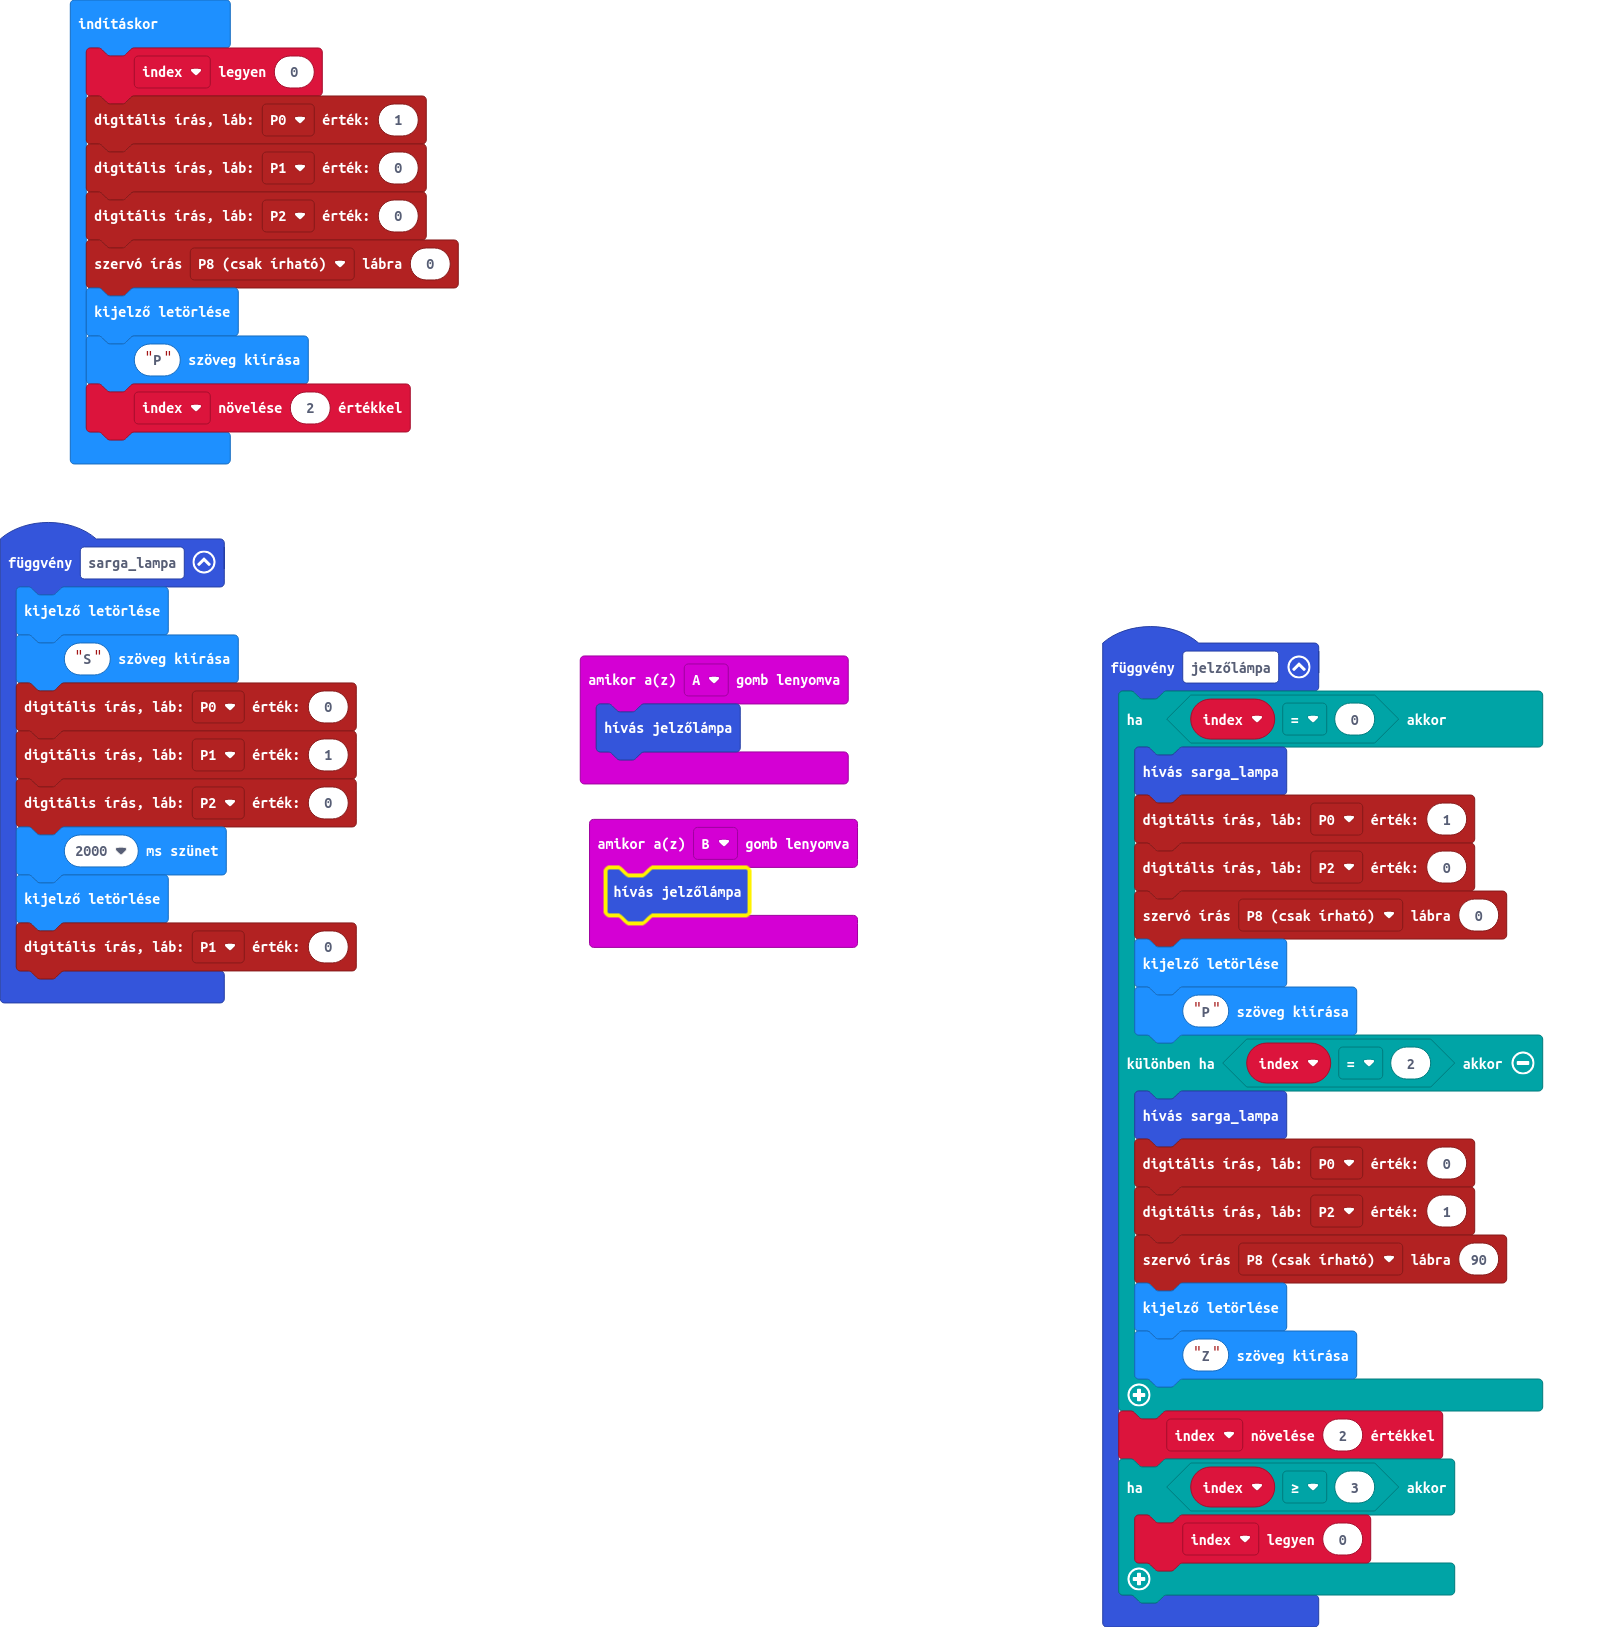 indításkor
index legyen 0
digitális írás, láb: P0 érték: 1
digitális írás, láb: P1 érték: 0
digitális írás, láb: P2 érték: 0
szervó írás P8 (csak írható) lábra 0
kijelző letörlése
"P" szöveg kiírása
index növelése 2 értékkel
függvény sarga_lampa
kijelző letörlése
"S" szöveg kiírása
digitális írás, láb: P0 érték: 0
digitális írás, láb: P1 érték: 1
digitális írás, láb: P2 érték: 0
2000 ms szünet
kijelző letörlése
digitális írás, láb: P1 érték: 0
amikor a(z) A gomb lenyomva
hívás jelzőlámpa
amikor a(z) B gomb lenyomva
hívás jelzőlámpa
függvény jelzőlámpa
ha index = 0 akkor
hívás sarga_lampa
digitális írás, láb: P0 érték: 1
digitális írás, láb: P2 érték: 0
szervó írás P8 (csak írható) lábra 0
kijelző letörlése
"P" szöveg kiírása
különben ha index = 2 akkor
hívás sarga_lampa
digitális írás, láb: P0 érték: 0
digitális írás, láb: P2 érték: 1
szervó írás P8 (csak írható) lábra 90
kijelző letörlése
"Z" szöveg kiírása
index növelése 2 értékkel
ha index ≥ 3 akkor
index legyen 0